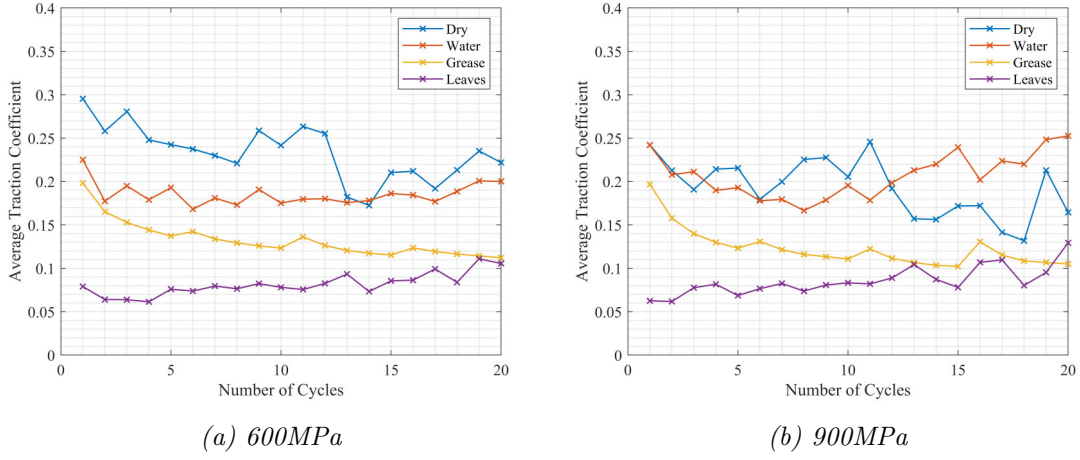 0.4
0.35
0.3
0.25
0.2
0.15
0.1
0.05
0
Average Traction Coefficient
Dry
Water
Grease
Leaves
0 5 10 15 20
Number of Cycles
(a) 600MPa
0.4
0.35
0.3
0.25
0.2
0.15
0.1
0.05
0
Average Traction Coefficient
Dry
Water
Grease
Leaves
0 5 10 15 20
Number of Cycles
(b) 900MPa